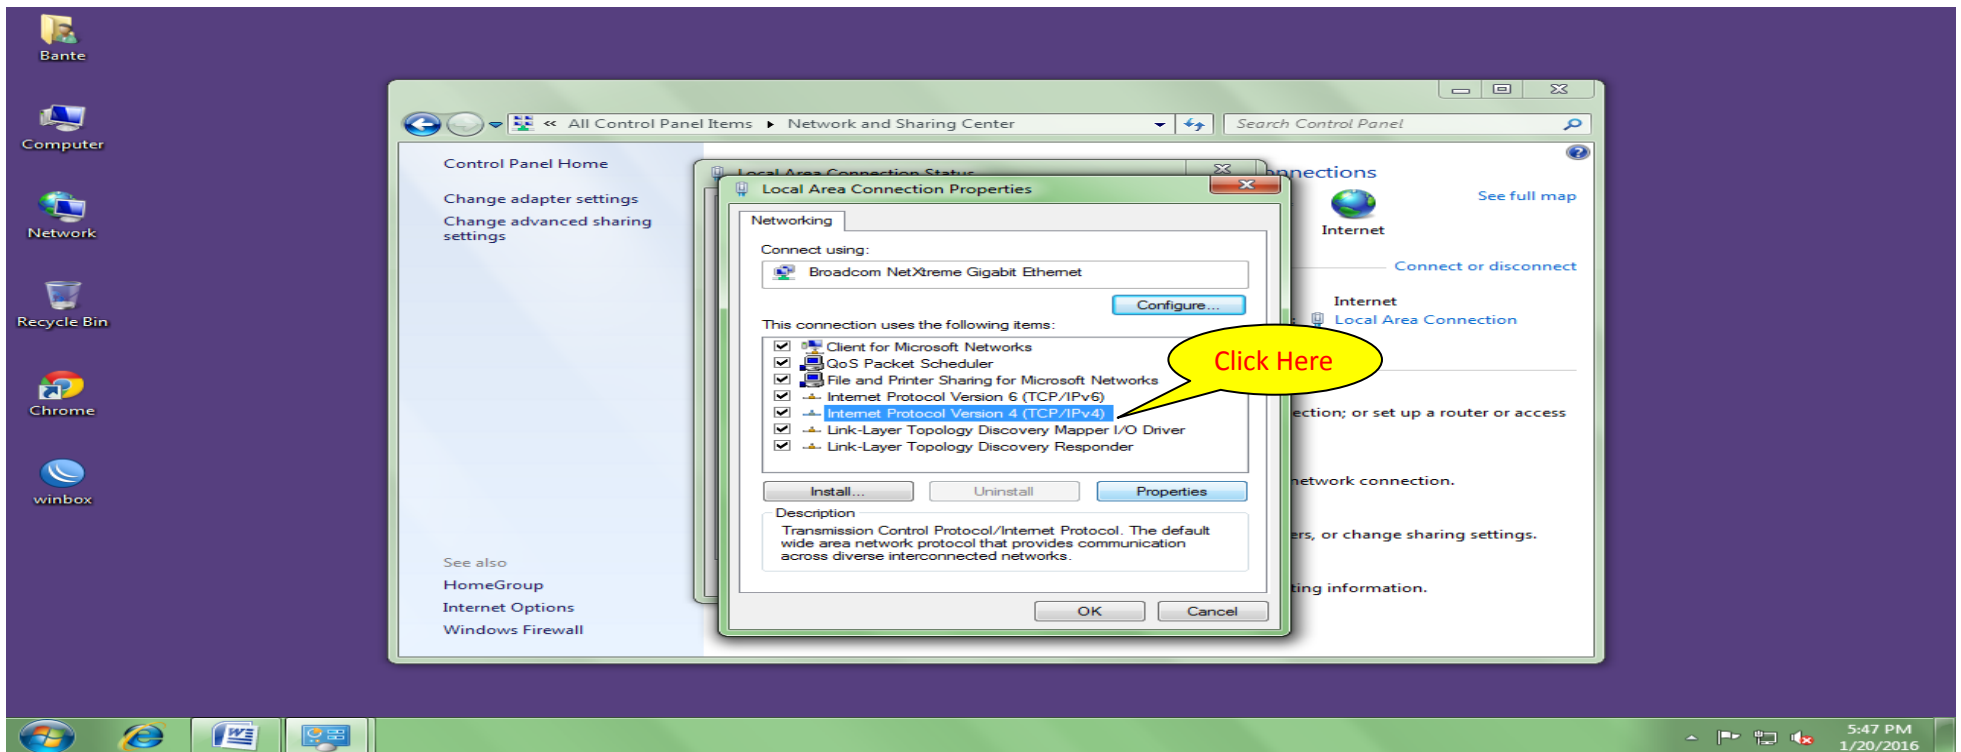 Bante
Computer
Network
Recycle Bin
Chrome
winbox
« All Control Panel Items ▸ Network and Sharing Center
Search Control Panel
Control Panel Home
Change adapter settings
Change advanced sharing
settings
See also
HomeGroup
Internet Options
Windows Firewall
Local Area Connection Status
Local Area Connection Properties
Networking
Connect using:
Broadcom NetXtreme Gigabit Ethernet
Configure...
This connection uses the following items:
Client for Microsoft Networks
QoS Packet Scheduler
File and Printer Sharing for Microsoft Networks
Internet Protocol Version 6 (TCP/IPv6)
Internet Protocol Version 4 (TCP/IPv4)
Link-Layer Topology Discovery Mapper I/O Driver
Link-Layer Topology Discovery Responder
Click Here
Install...
Uninstall
Properties
Description
Transmission Control Protocol/Internet Protocol. The default
wide area network protocol that provides communication
across diverse interconnected networks.
OK
Cancel
onnections
See full map
Internet
Connect or disconnect
Internet
Local Area Connection
ection; or set up a router or access
network connection.
ers, or change sharing settings.
ting information.
5:47 PM
1/20/2016